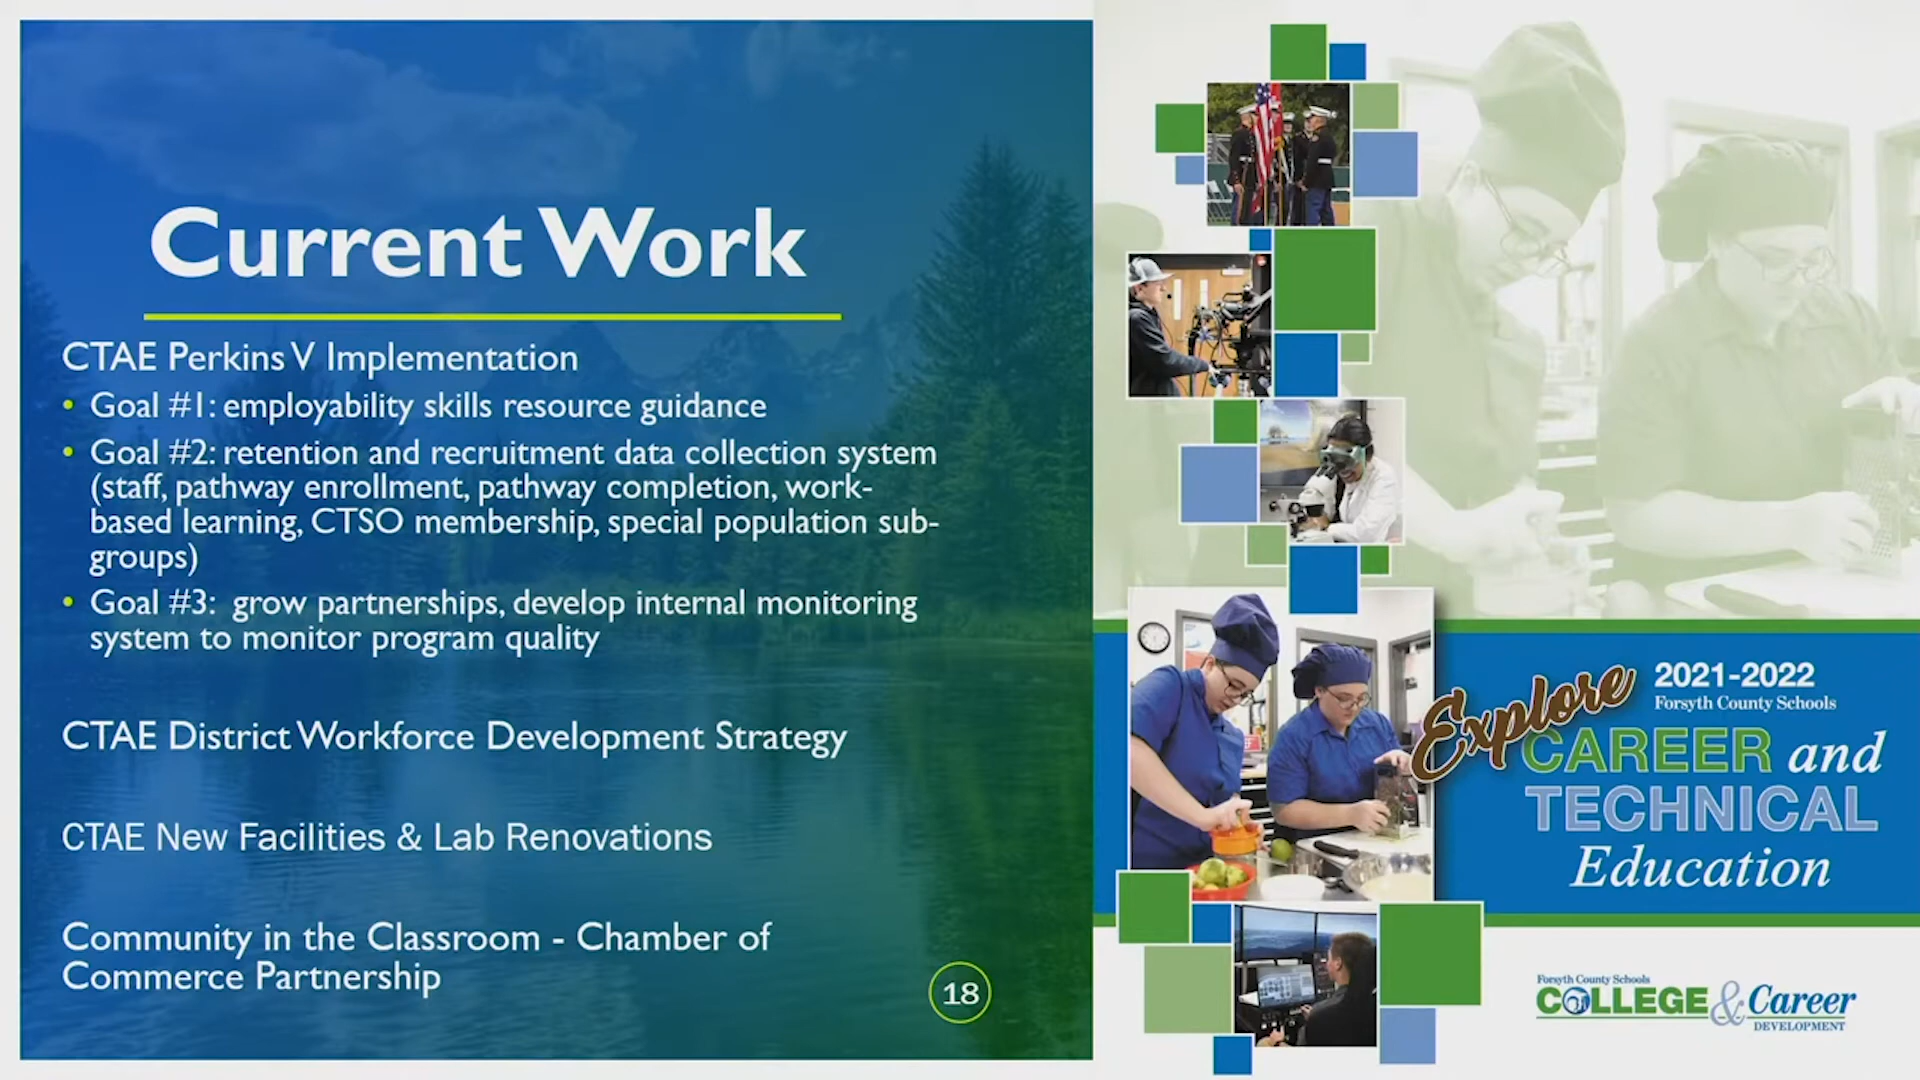 Current Work
CTAE Perkins V Implementation
• Goal #1: employability skills resource guidance
• Goal #2: retention and recruitment data collection system
(staff, pathway enrollment, pathway completion, work-
based learning, CTSO membership, special population sub-
groups)
• Goal #3: grow partnerships, develop internal monitoring
system to monitor program quality
CTAE District Workforce Development Strategy
CTAE New Facilities & Lab Renovations
Community in the Classroom - Chamber of
Commerce Partnership
18
Explore
2021-2022
Forsyth County Schools
CAREER and
TECHNICAL
Education
Forsyth County Schools
COLLEGE & Career
DEVELOPMENT